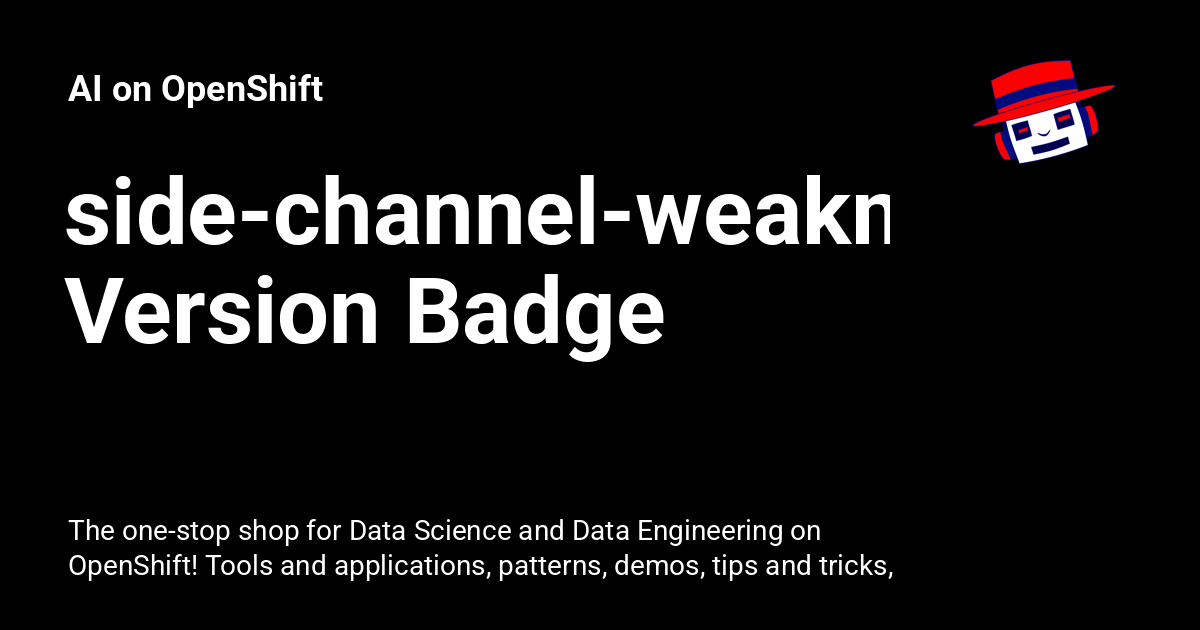 AI on OpenShift
side-channel-weakn
Version Badge
The one-stop shop for Data Science and Data Engineering on
OpenShift! Tools and applications, patterns, demos, tips and tricks,